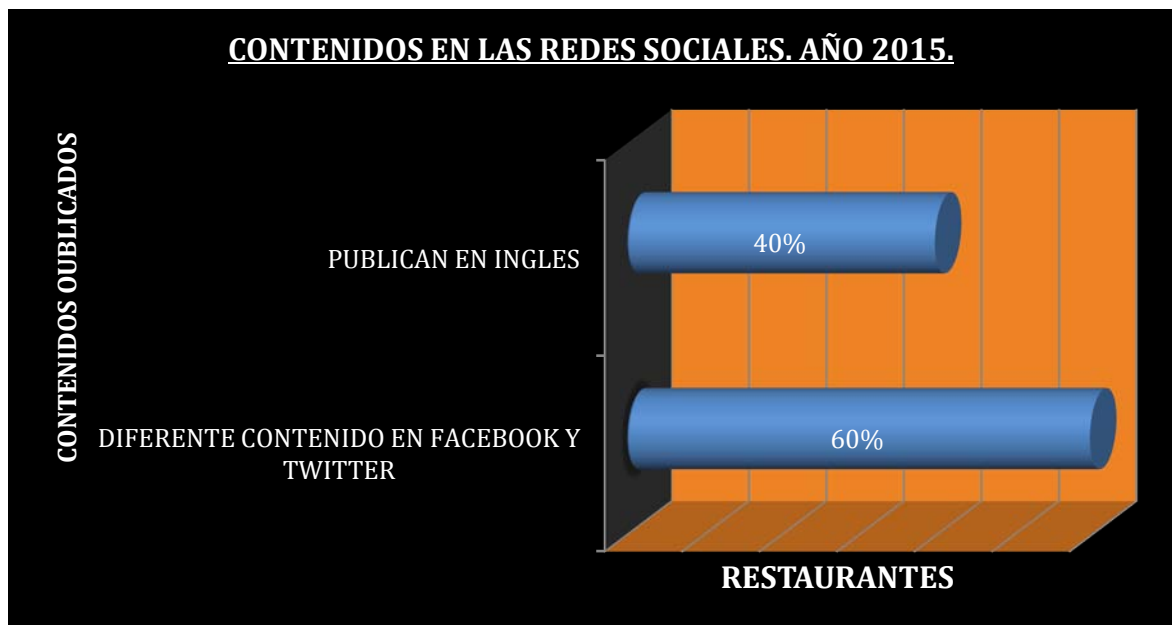 CONTENIDOS EN LAS REDES SOCIALES. AÑO 2015.
CONTENIDOS OUBLICADOS
PUBLICAN EN INGLES
40%
DIFERENTE CONTENIDO EN FACEBOOK Y
TWITTER
60%
RESTAURANTES